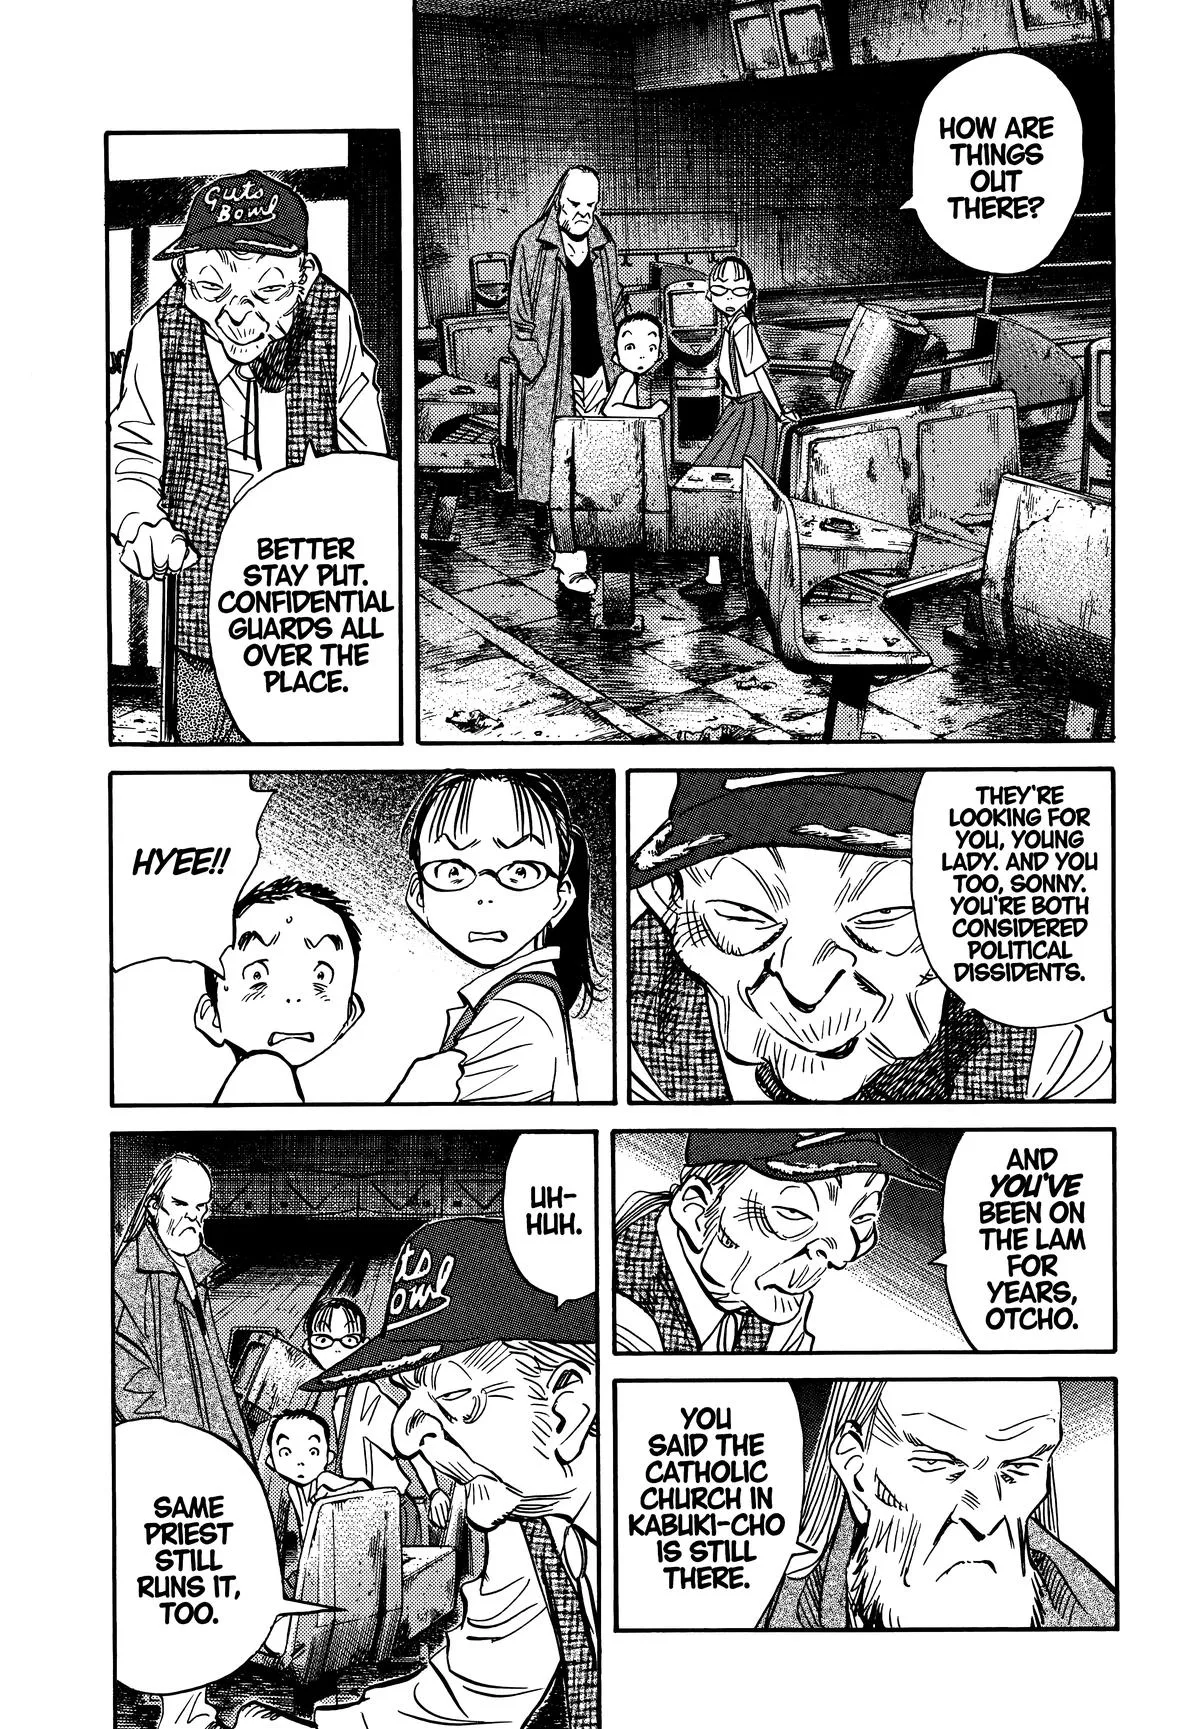 HOW ARE
THINGS
OUT
THERE?
Guts
Bowl
BETTER
STAY PUT.
CONFIDENTIAL
GUARDS ALL
OVER THE
PLACE.
THEY'RE
LOOKING FOR
YOU, YOUNG
LADY. AND YOU
TOO, SONNY.
YOU'RE BOTH
CONSIDERED
POLITICAL
DISSIDENTS.
HYEE!!
AND
YOU'VE
BEEN ON
THE LAM
FOR
YEARS,
OTCHO.
YOU
SAID THE
CATHOLIC
CHURCH IN
KABUKI-CHO
IS STILL
THERE.
UH-
HUH.
uts
owl
SAME
PRIEST
STILL
RUNS IT,
TOO.